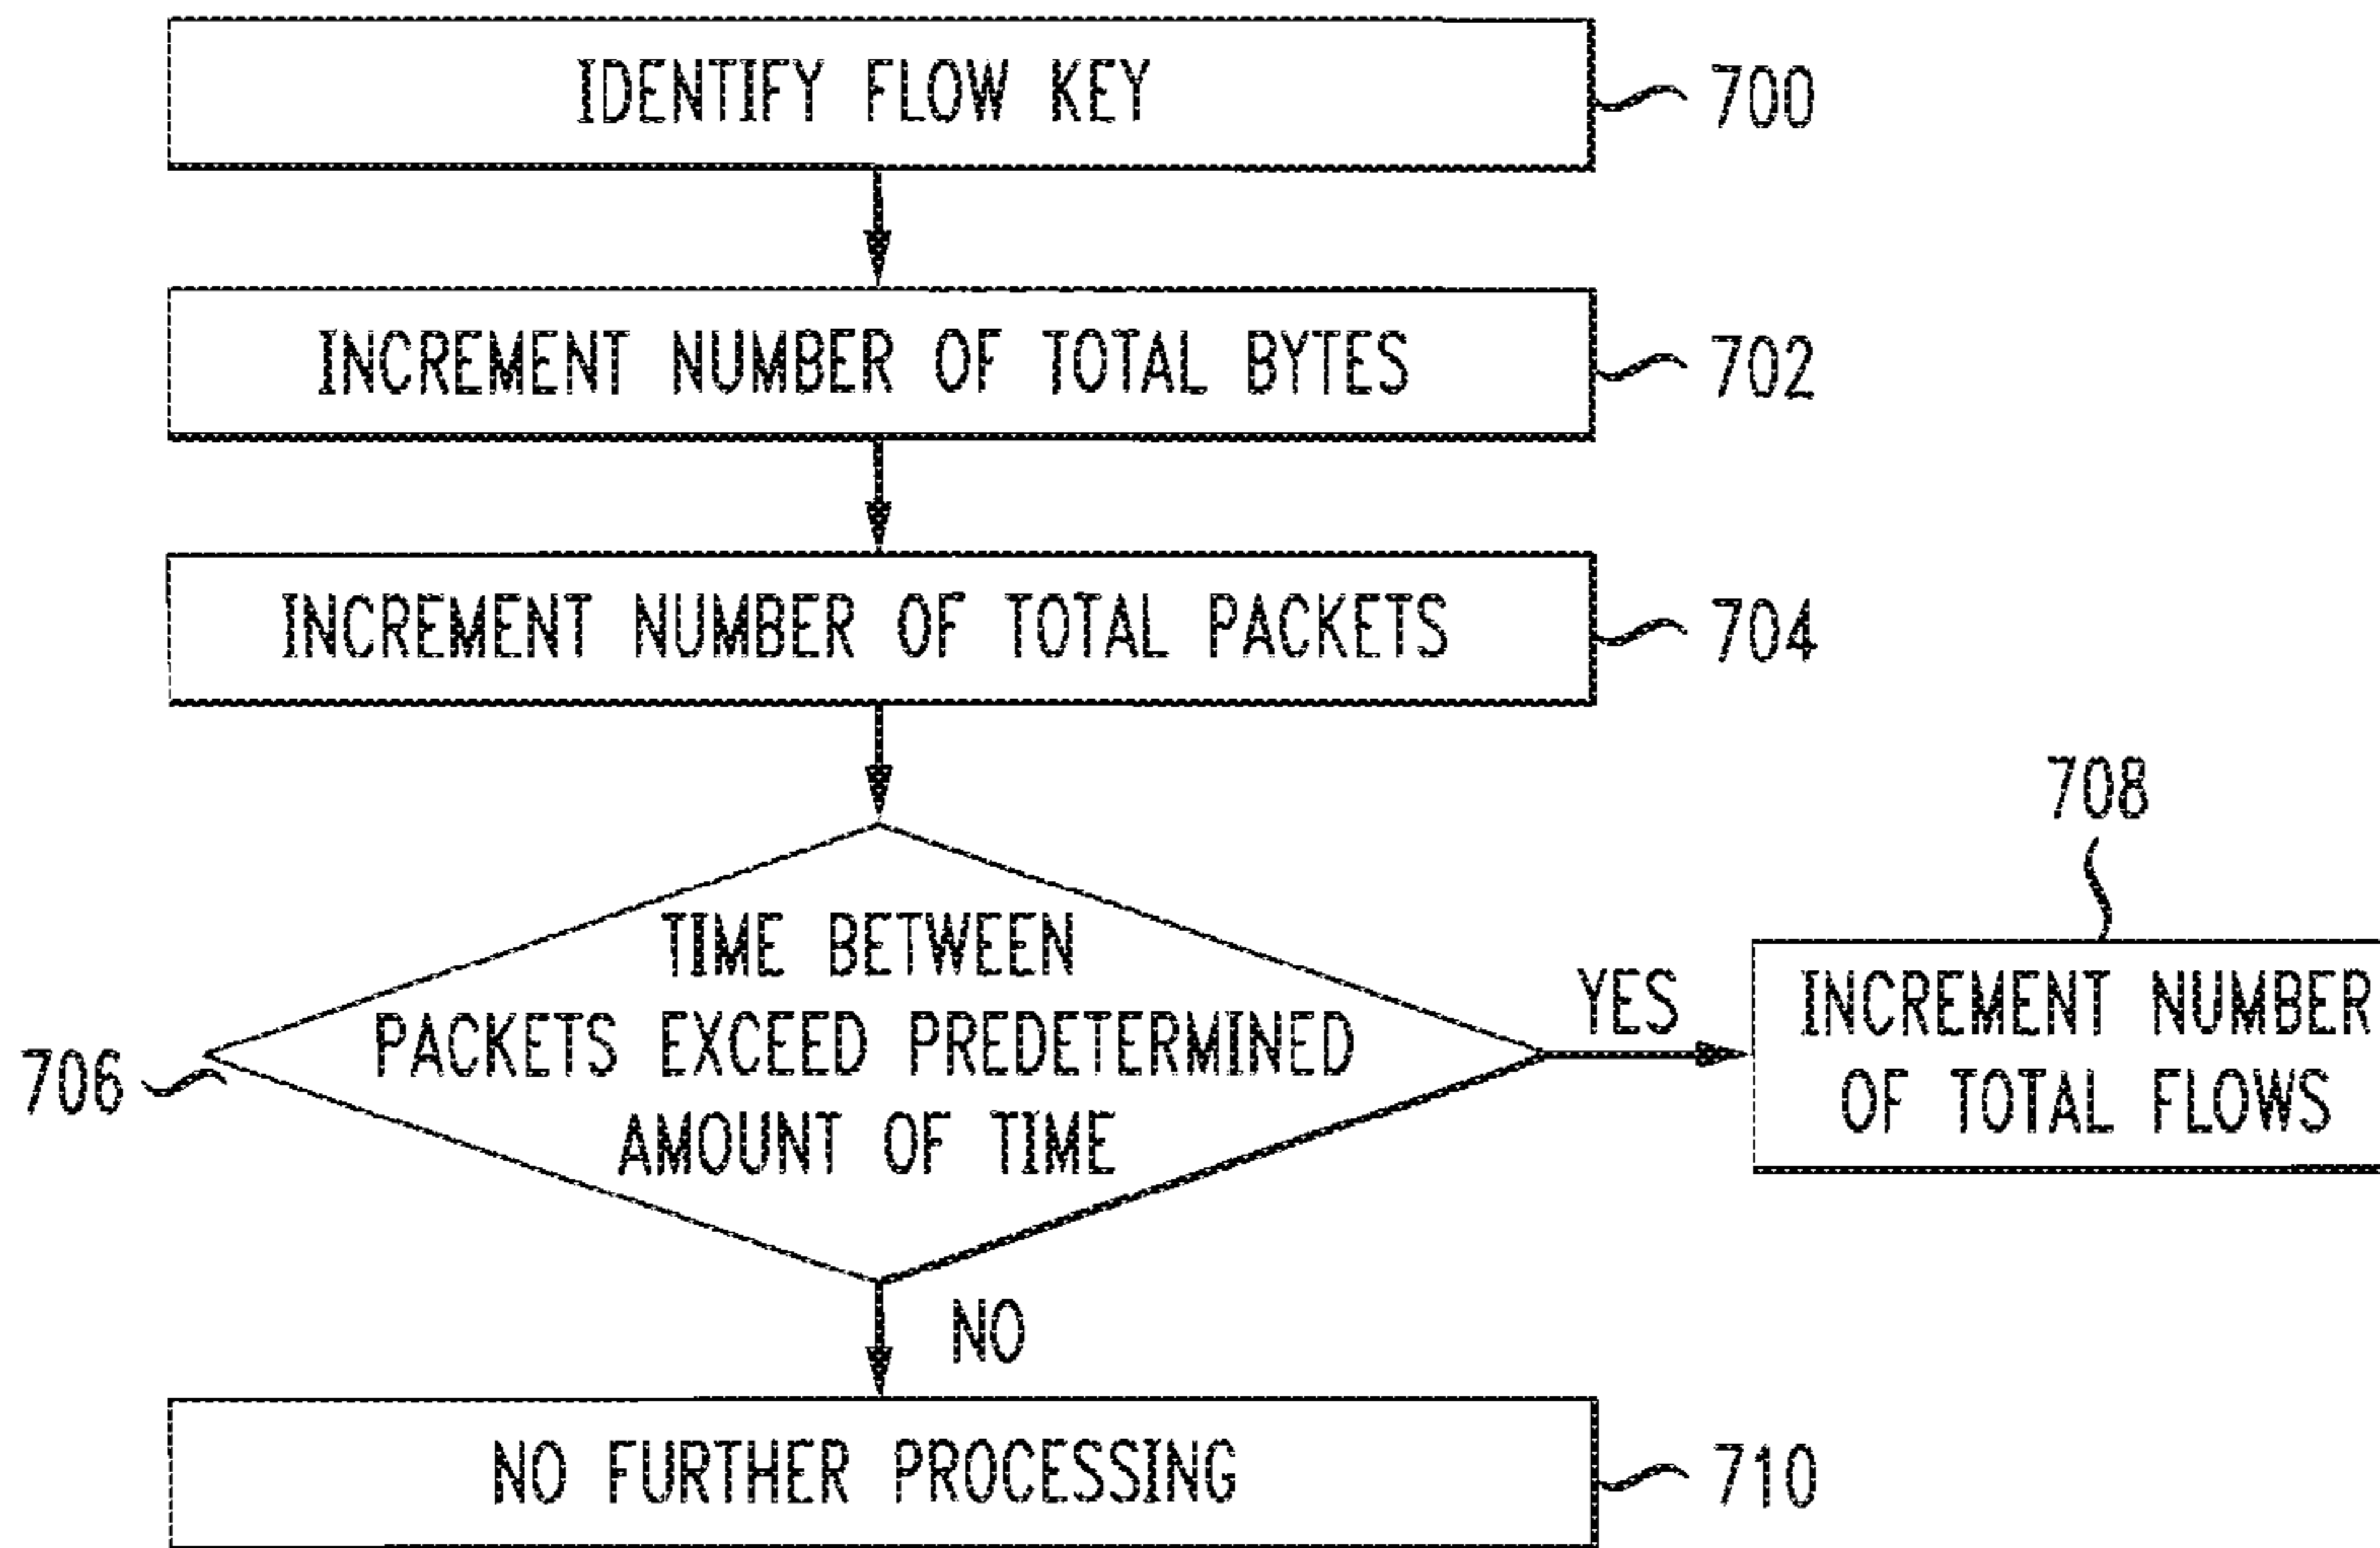 IDENTIFY FLOW KEY
700
INCREMENT NUMBER OF TOTAL BYTES
702
INCREMENT NUMBER OF TOTAL PACKETS
704
TIME BETWEEN
PACKETS EXCEED PREDETERMINED
AMOUNT OF TIME
706
YES
708
INCREMENT NUMBER
OF TOTAL FLOWS
NO
NO FURTHER PROCESSING
710